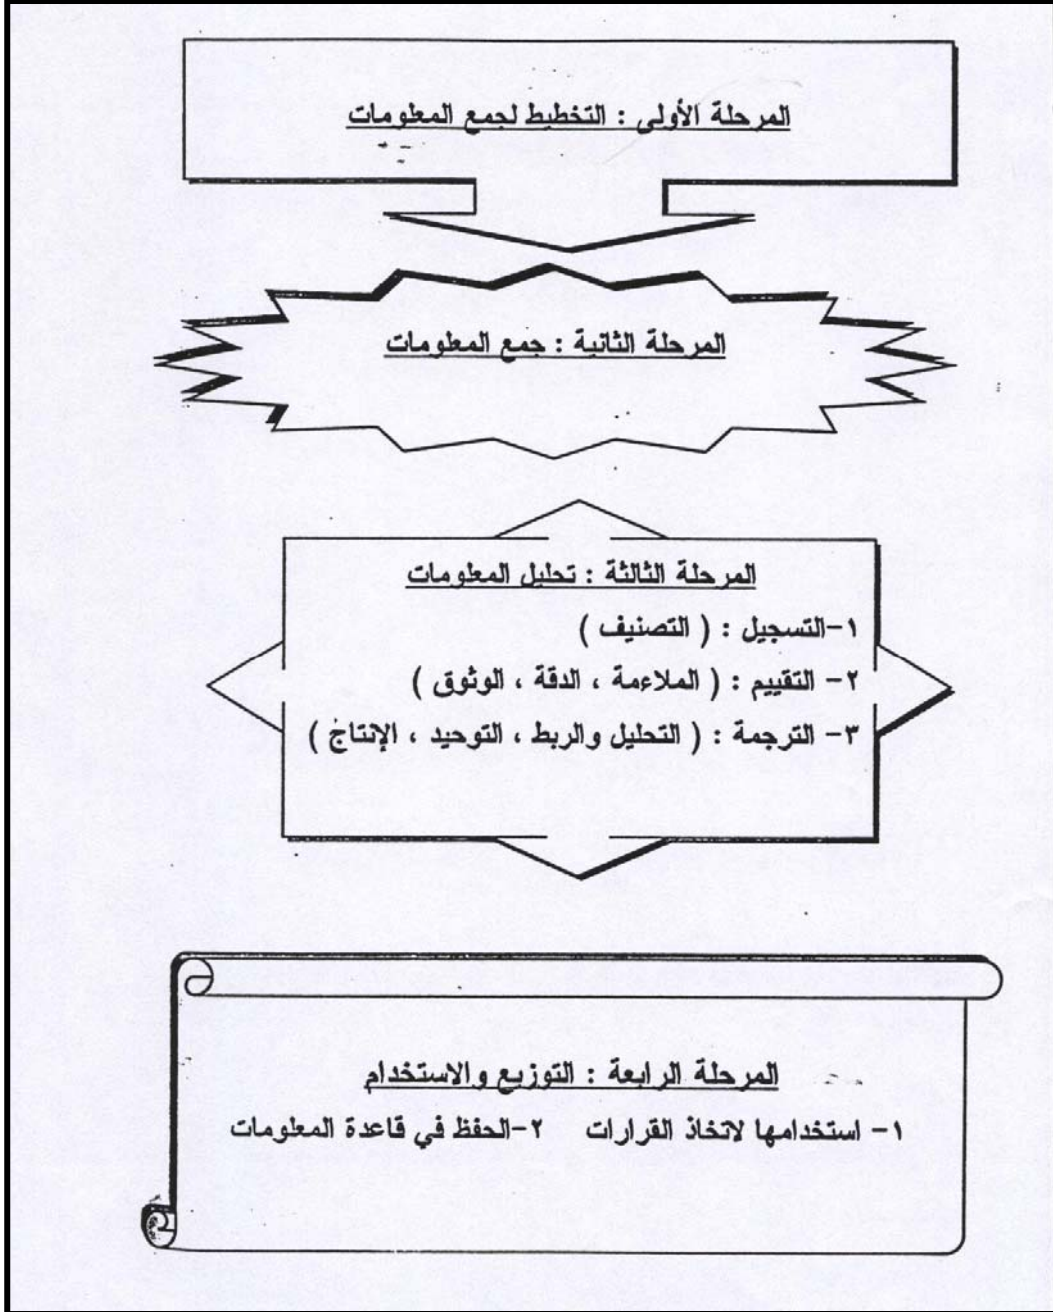 المرحلة الأولى : التخطيط لجمع المعلومات
المرحلة الثانية : جمع المعلومات
المرحلة الثالثة : تحليل المعلومات
١-التسجيل : ( التصنيف )
٢- التقييم : ( الملاءمة ، الدقة ، الوثوق )
٣- الترجمة : ( التحليل والربط ، التوحيد ، الإنتاج )
المرحلة الرابعة : التوزيع والاستخدام
١- استخدامها لاتخاذ القرارات ٢-الحفظ في قاعدة المعلومات